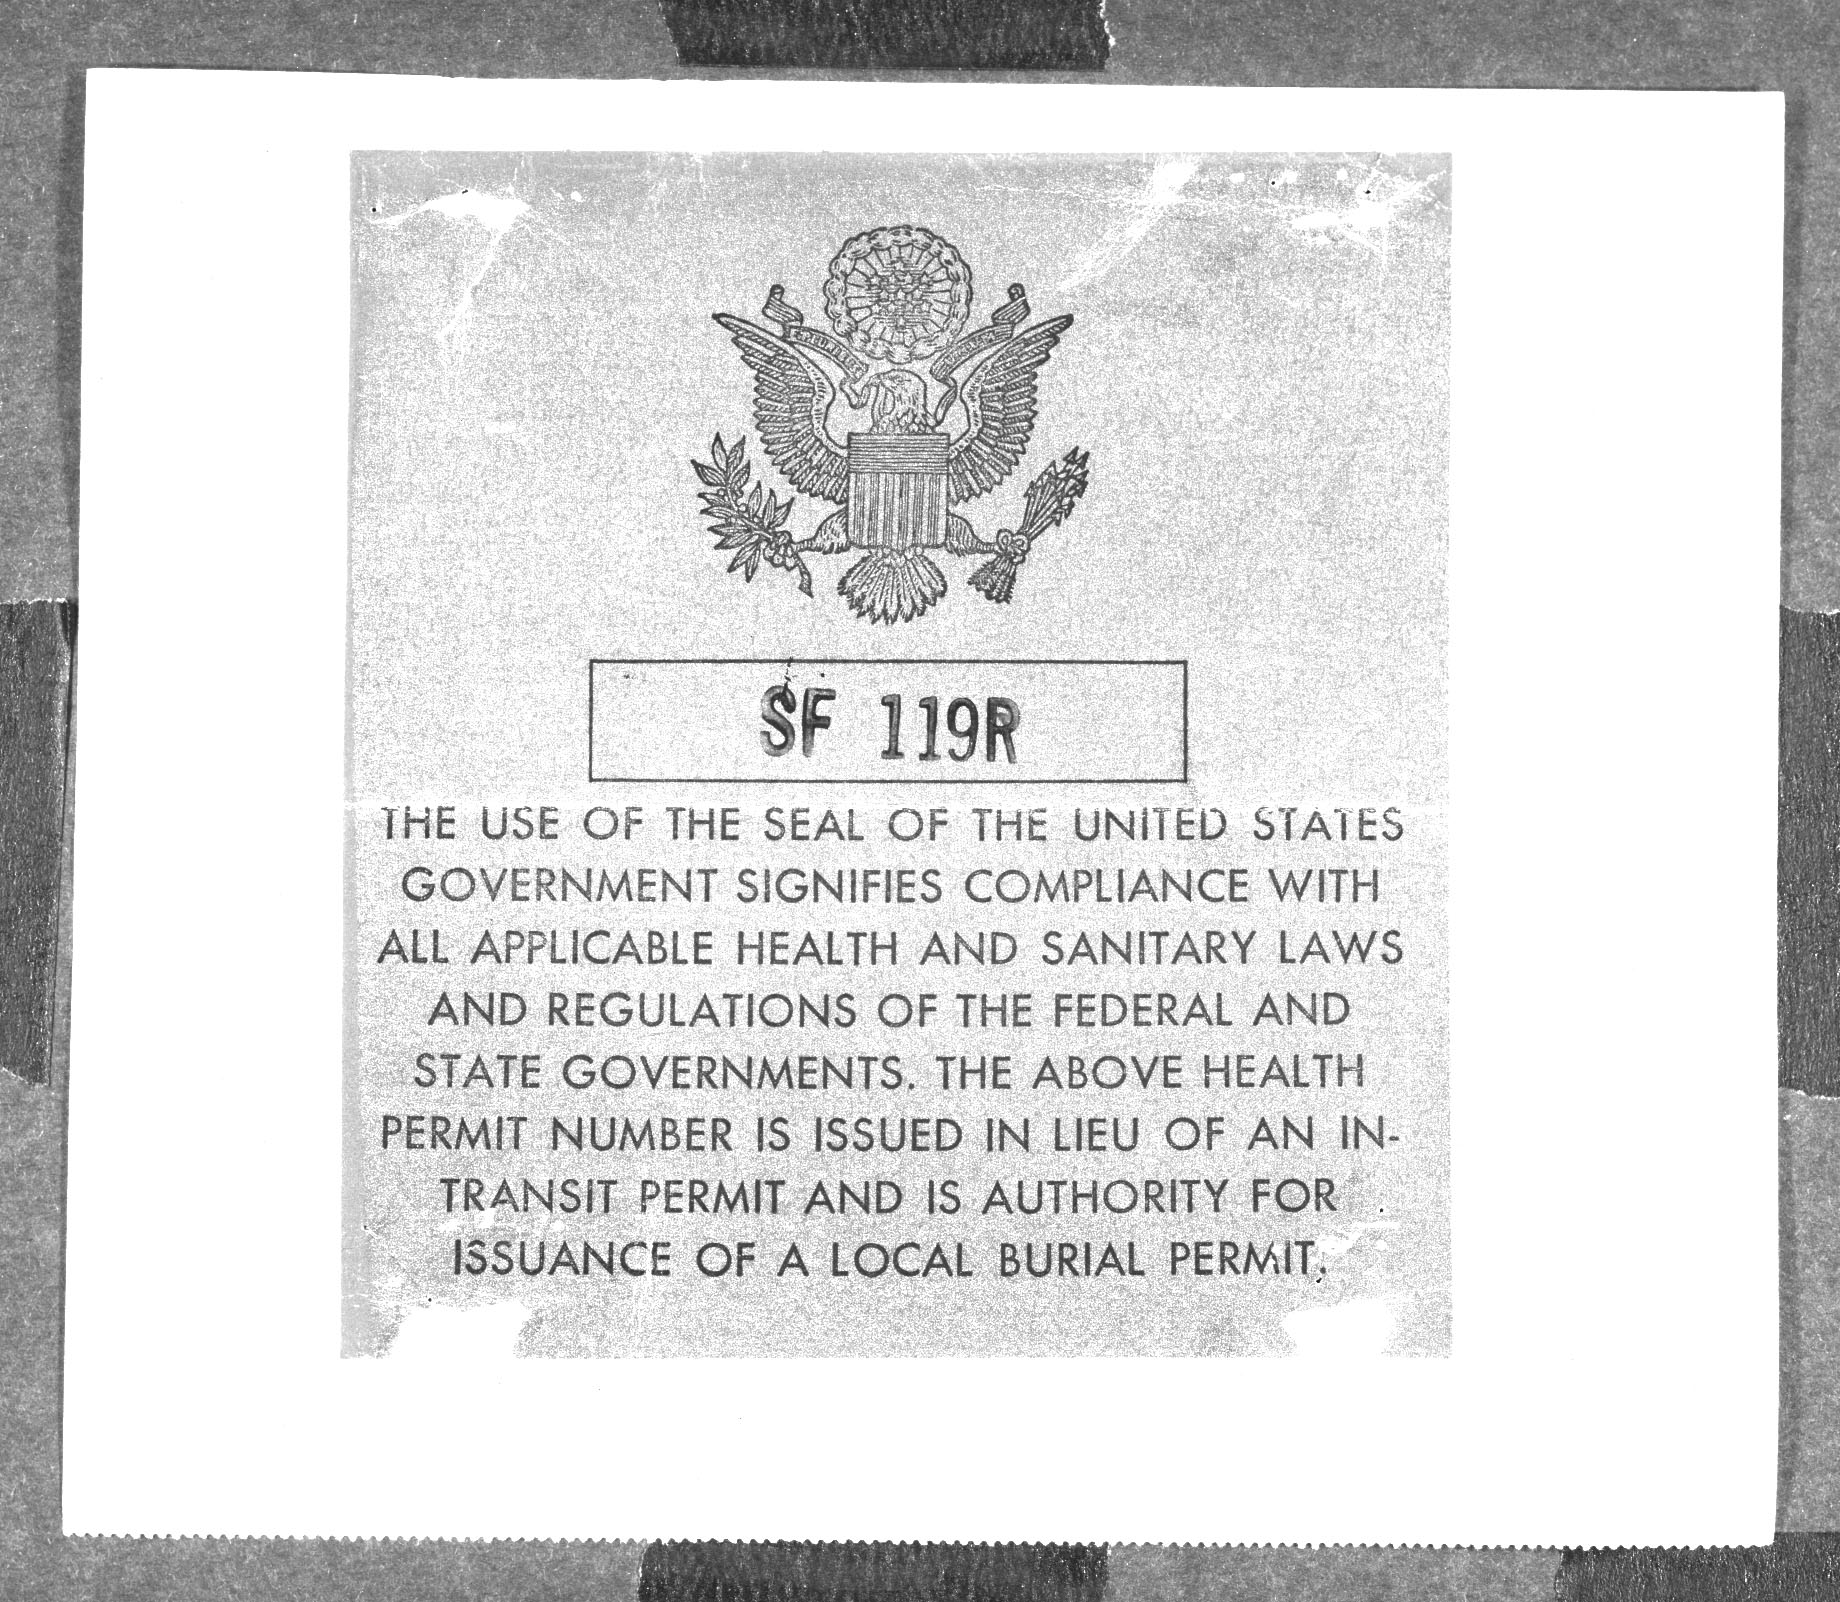 SF 119R
THE USE OF THE SEAL OF THE UNITED STATES
GOVERNMENT SIGNIFIES COMPLIANCE WITH
ALL APPLICABLE HEALTH AND SANITARY LAWS
AND REGULATIONS OF THE FEDERAL AND
STATE GOVERNMENTS. THE ABOVE HEALTH
PERMIT NUMBER IS ISSUED IN LIEU OF AN IN-
TRANSIT PERMIT AND IS AUTHORITY FOR
ISSUANCE OF A LOCAL BURIAL PERMIT.